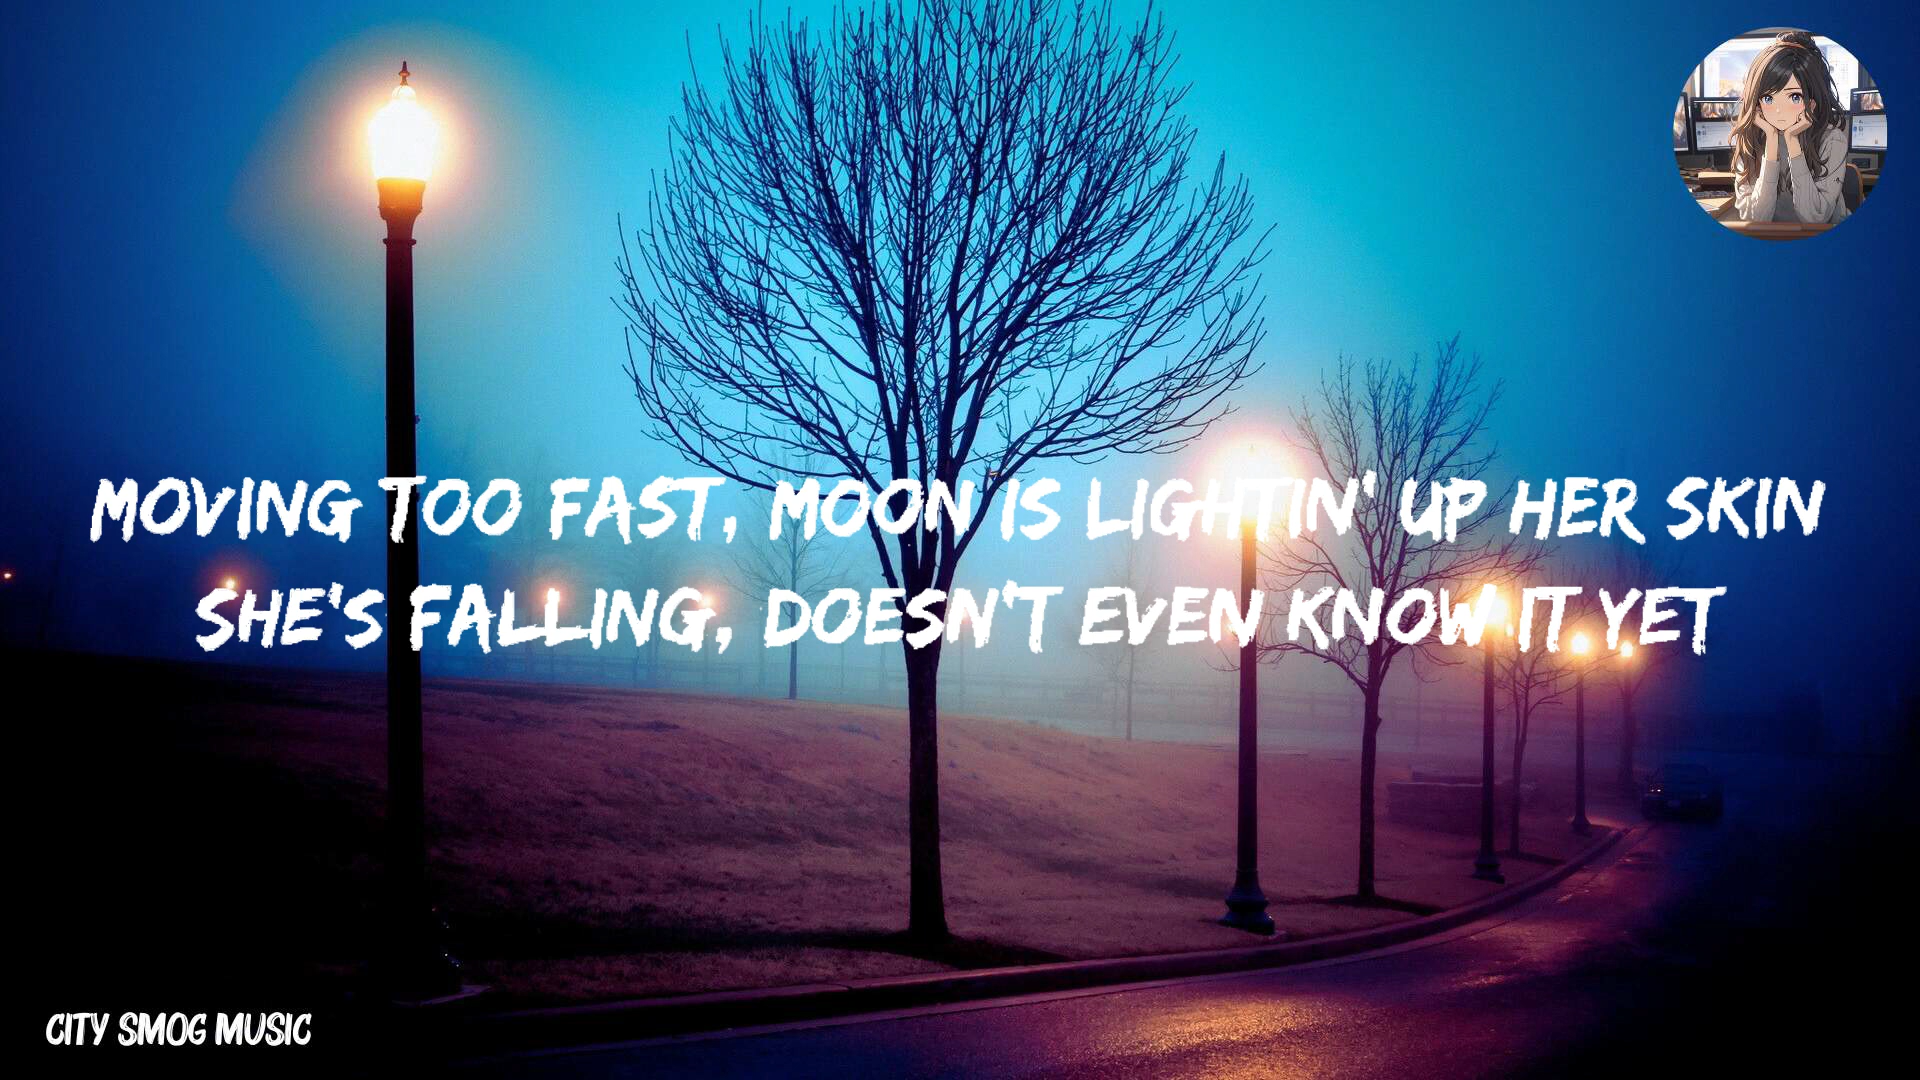 MOVING TOO FAST, MOON IS LIGHTIN' UP HER SKIN
SHE'S FALLING, DOESN'T EVEN KNOW IT YET
CITY SMOG MUSIC